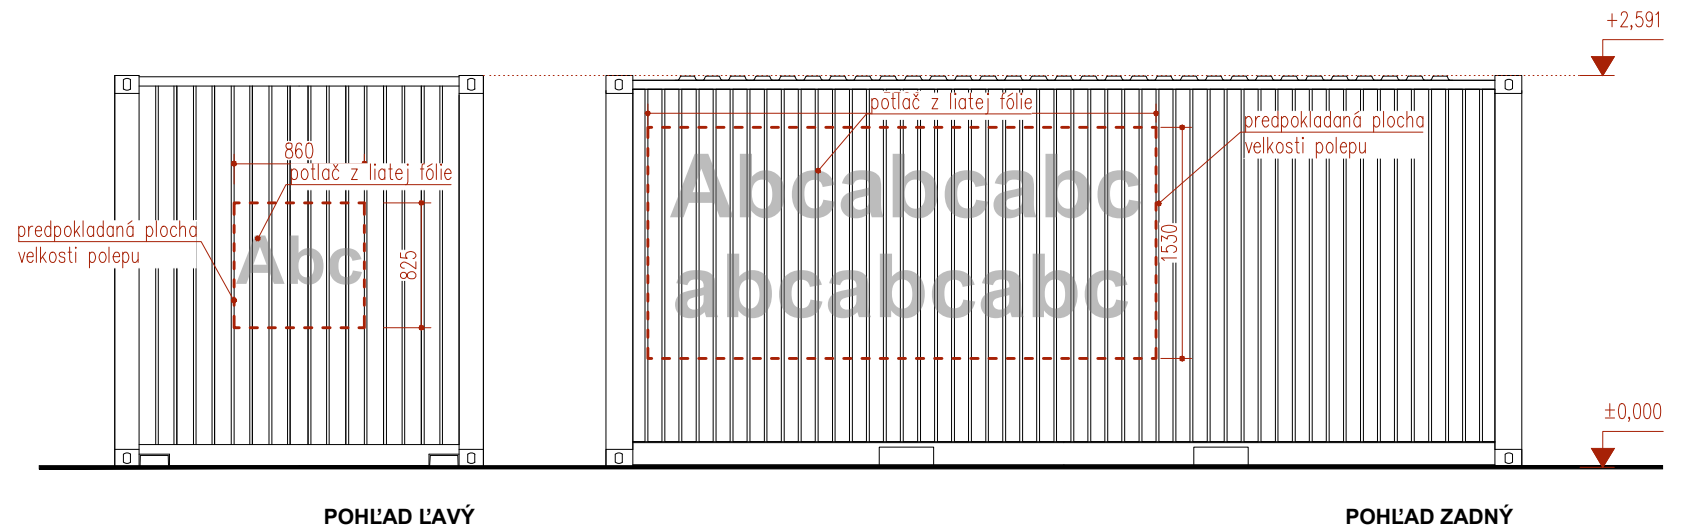 +2,591
potlač z liatej fólie
predpokladaná plocha
velkosti polepu
860
potlač z liatej fólie
Abcabcabc
abcabcabc
1530
predpokladaná plocha
velkosti polepu
Abc
825
±0,000
POHĽAD ĽAVÝ
POHĽAD ZADNÝ